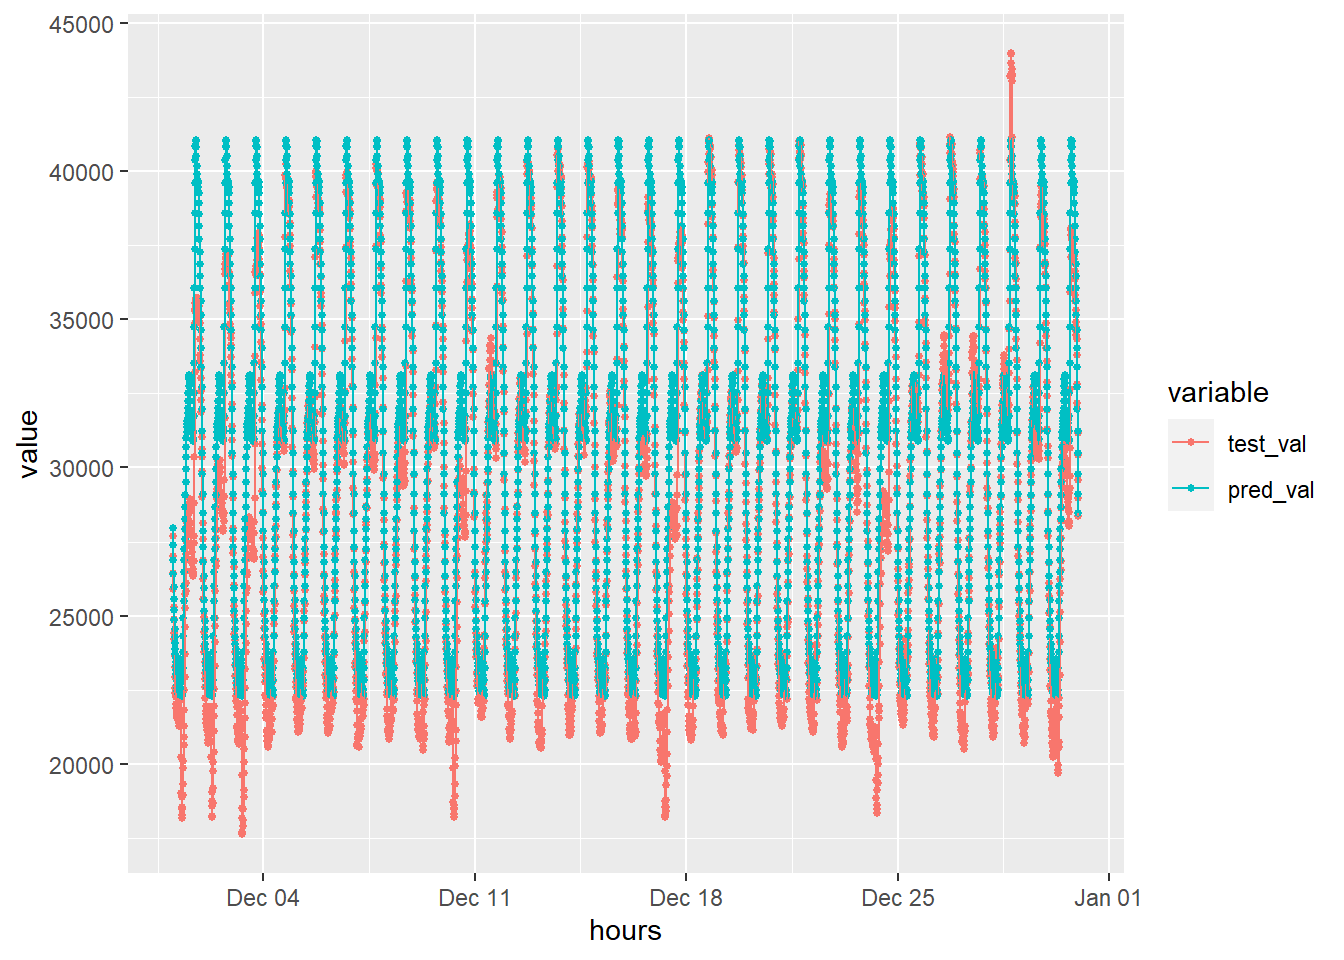 45000
40000
35000
30000
25000
20000
value
Dec 04
Dec 11
Dec 18
Dec 25
Jan 01
hours
variable
test_val
pred_val